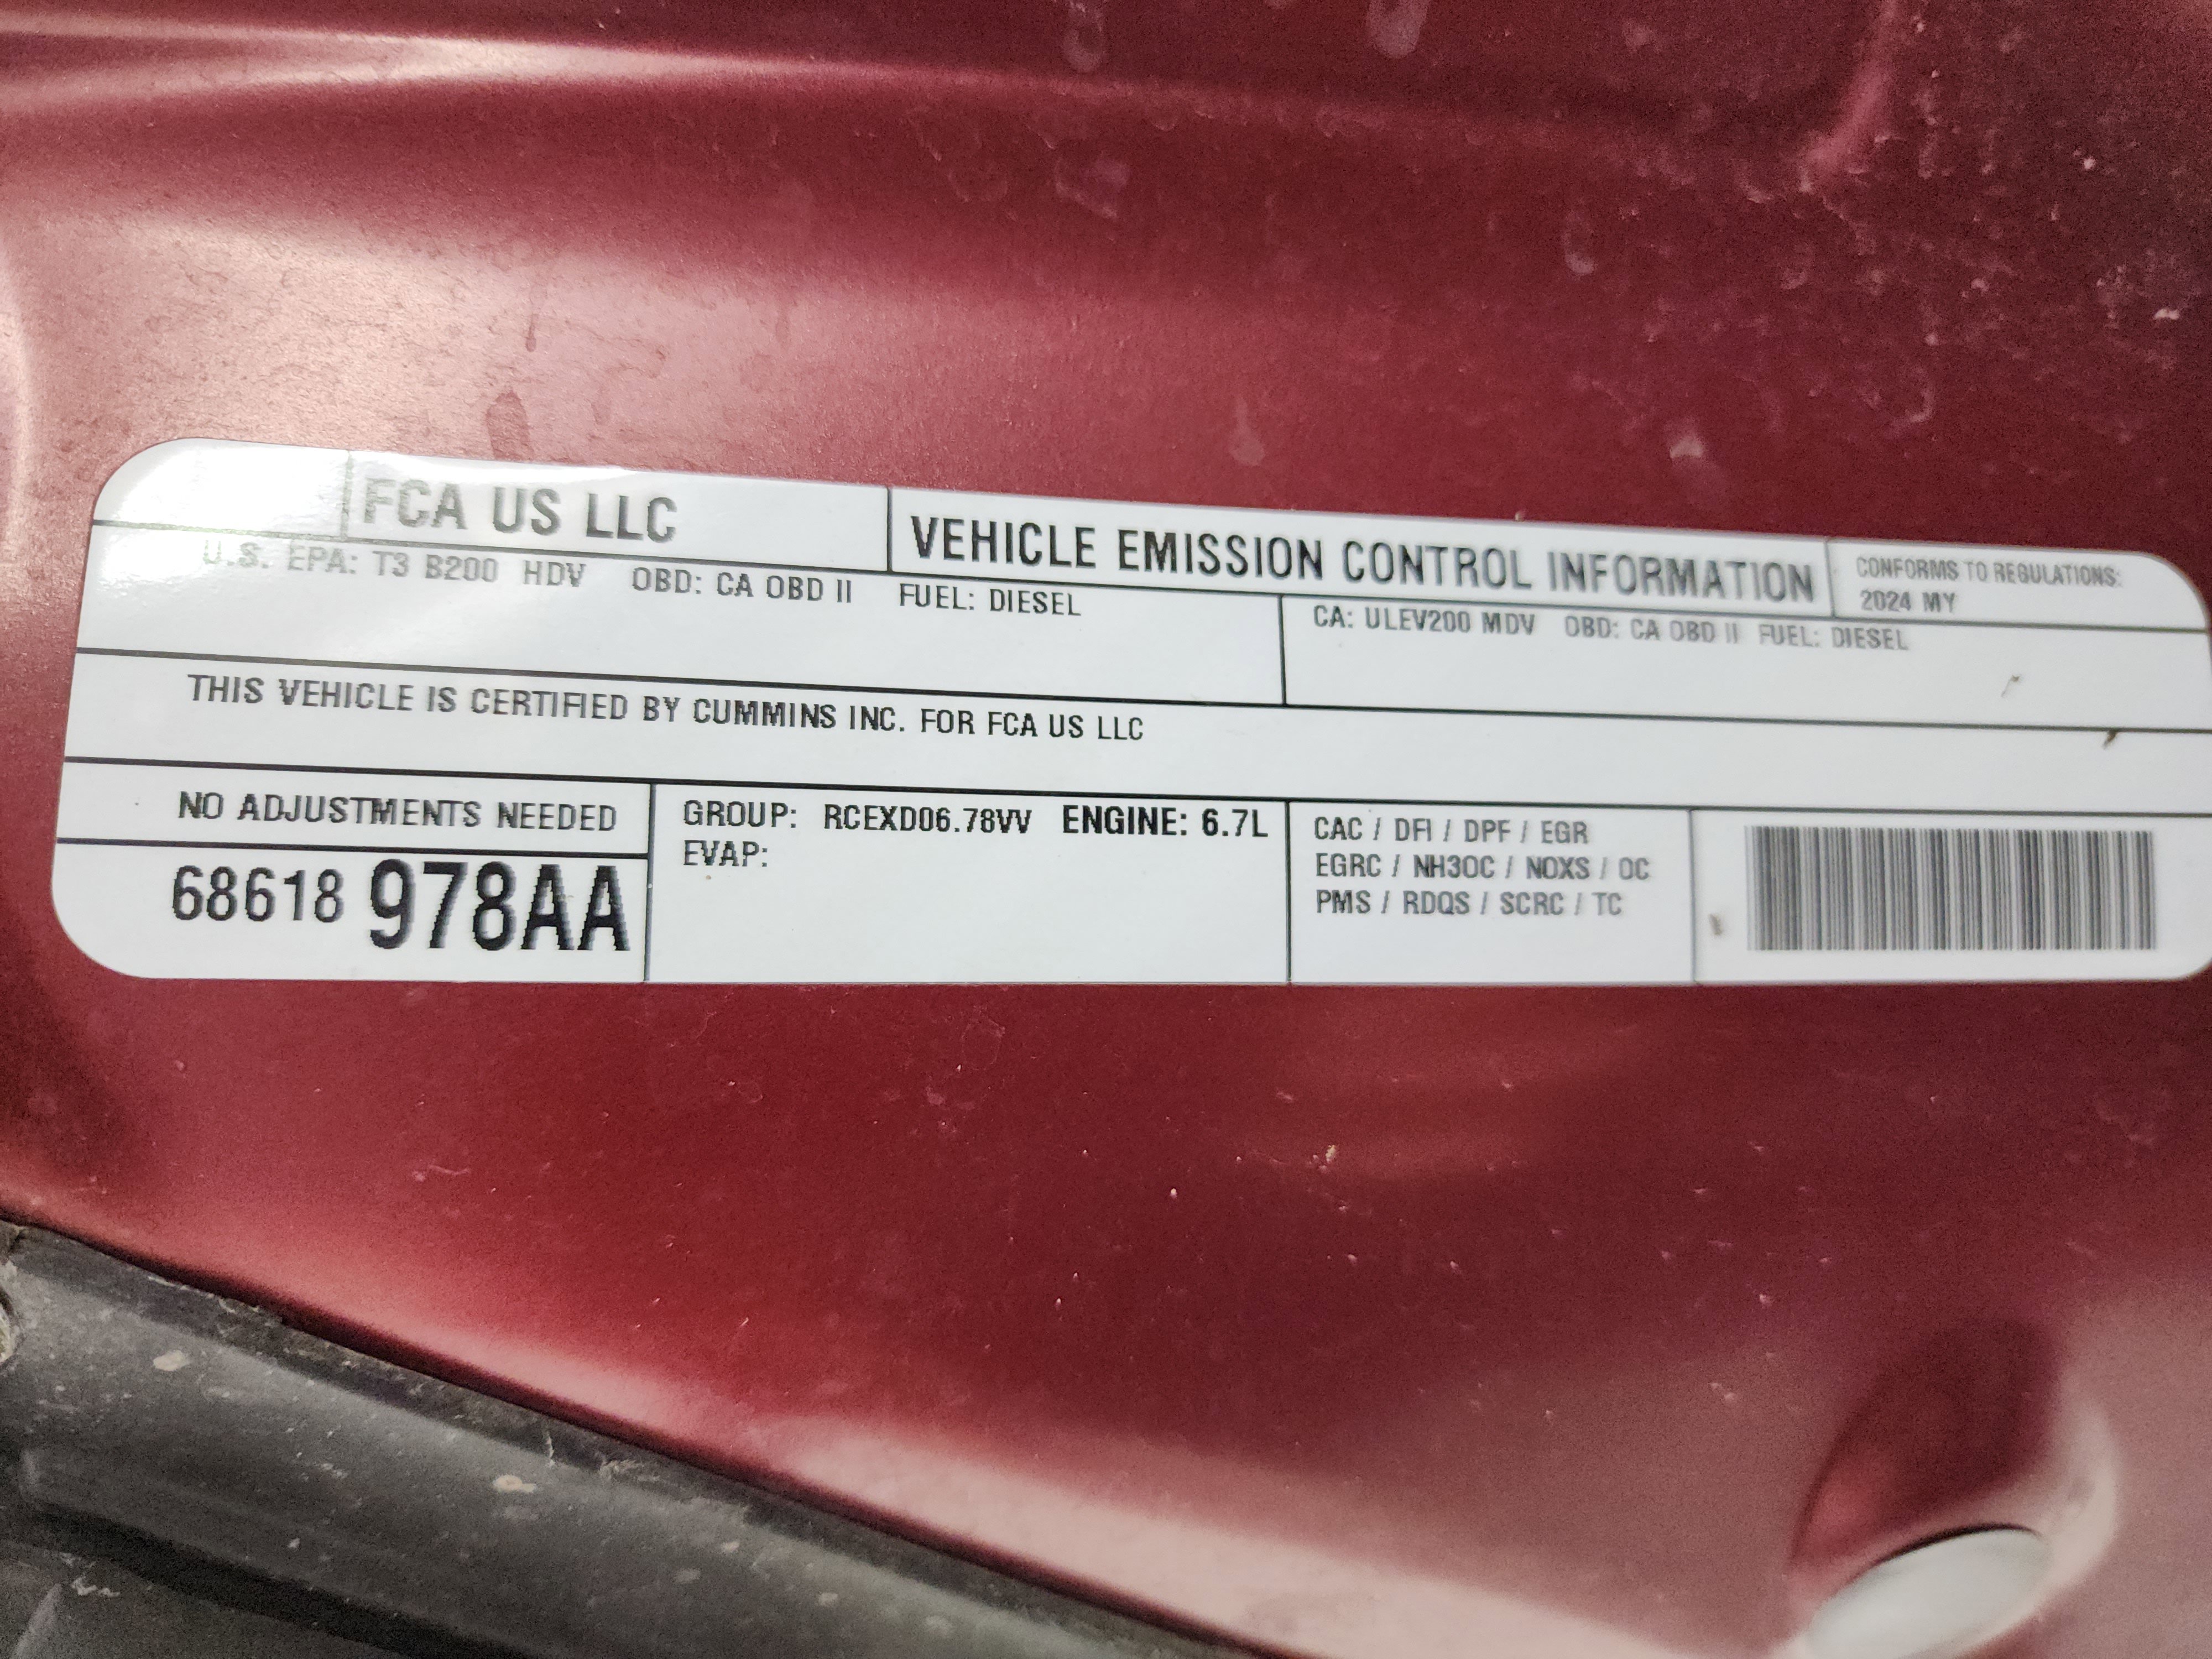 FCA US LLC
VEHICLE EMISSION CONTROL INFORMATION
CONFORMS TO REGULATIONS:
2024 MY
U.S. EPA: T3 B200 HDV OBD: CA OBD II FUEL: DIESEL
CA: ULEV200 MDV OBD: CA OBD II FUEL: DIESEL
THIS VEHICLE IS CERTIFIED BY CUMMINS INC. FOR FCA US LLC
NO ADJUSTMENTS NEEDED
68618 978AA
GROUP: RCEXD06.78VV ENGINE: 6.7L
EVAP:
CAC / DFI / DPF / EGR
EGRC / NH3OC / NOXS / OC
PMS / RDQS / SCRC / TC